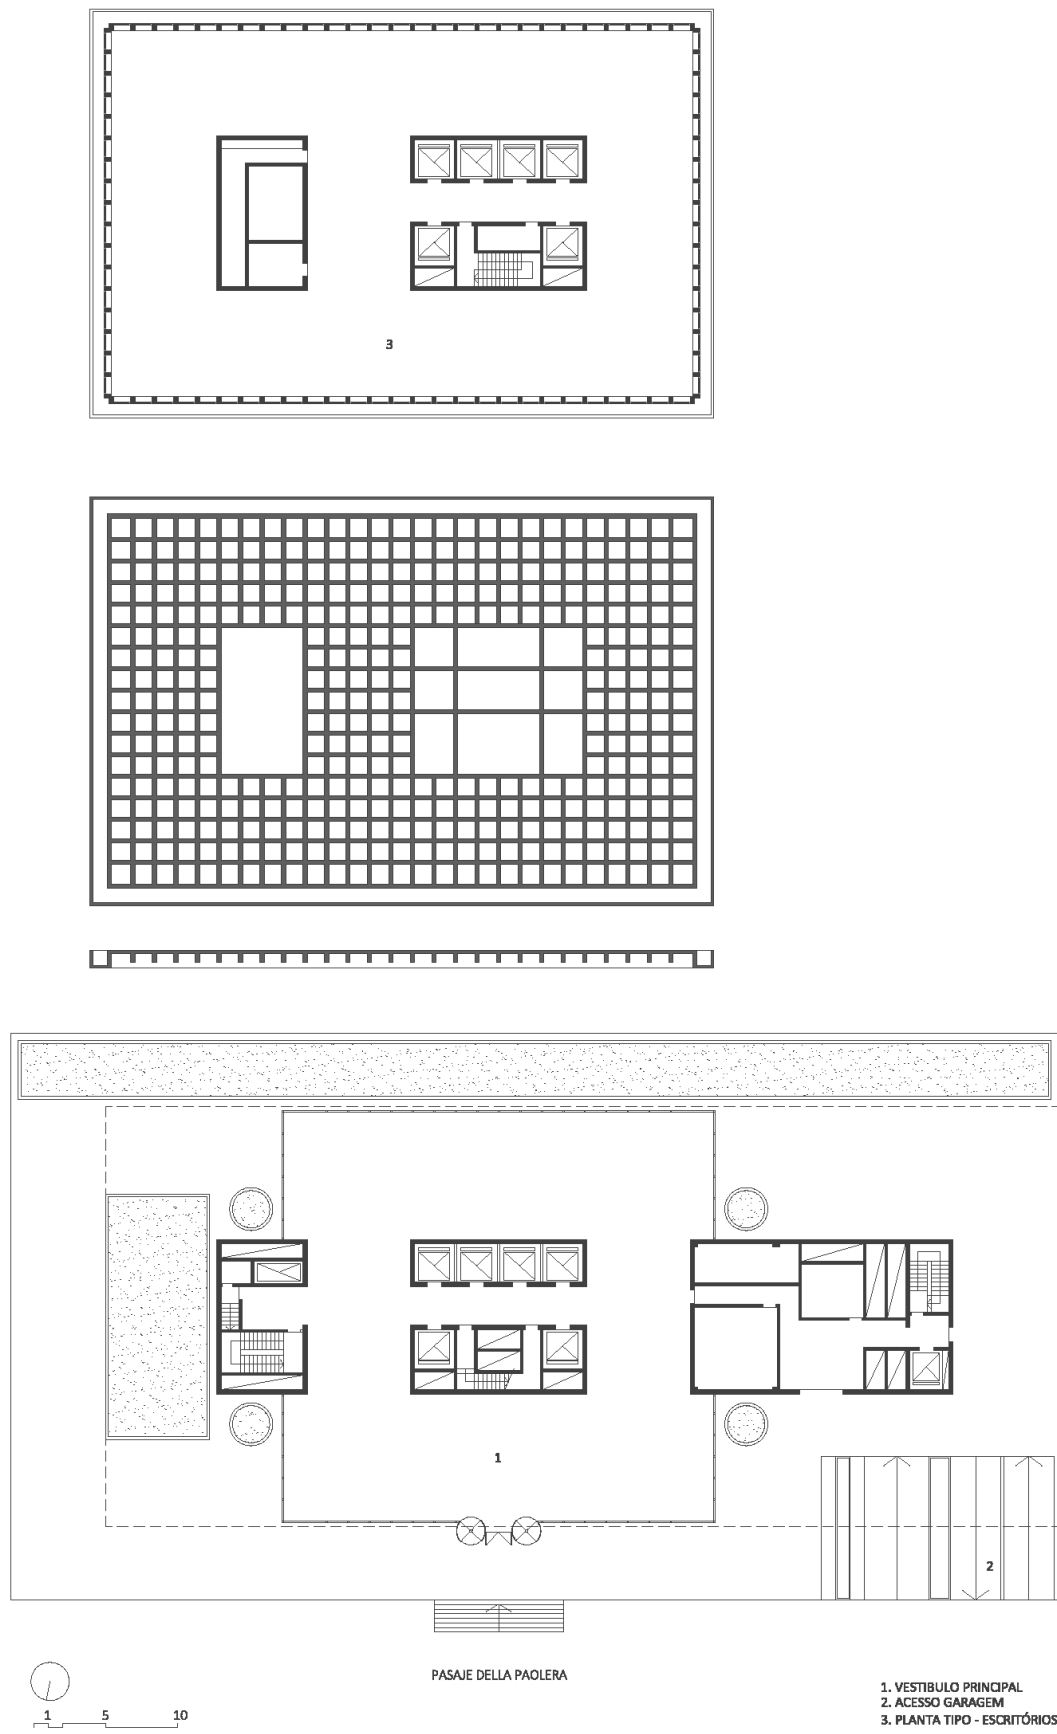 3
1
2
PASAJE DELLA PAOLERA
1 5 10
1. VESTIBULO PRINCIPAL
2. ACESSO GARAGEM
3. PLANTA TIPO - ESCRITÓRIOS